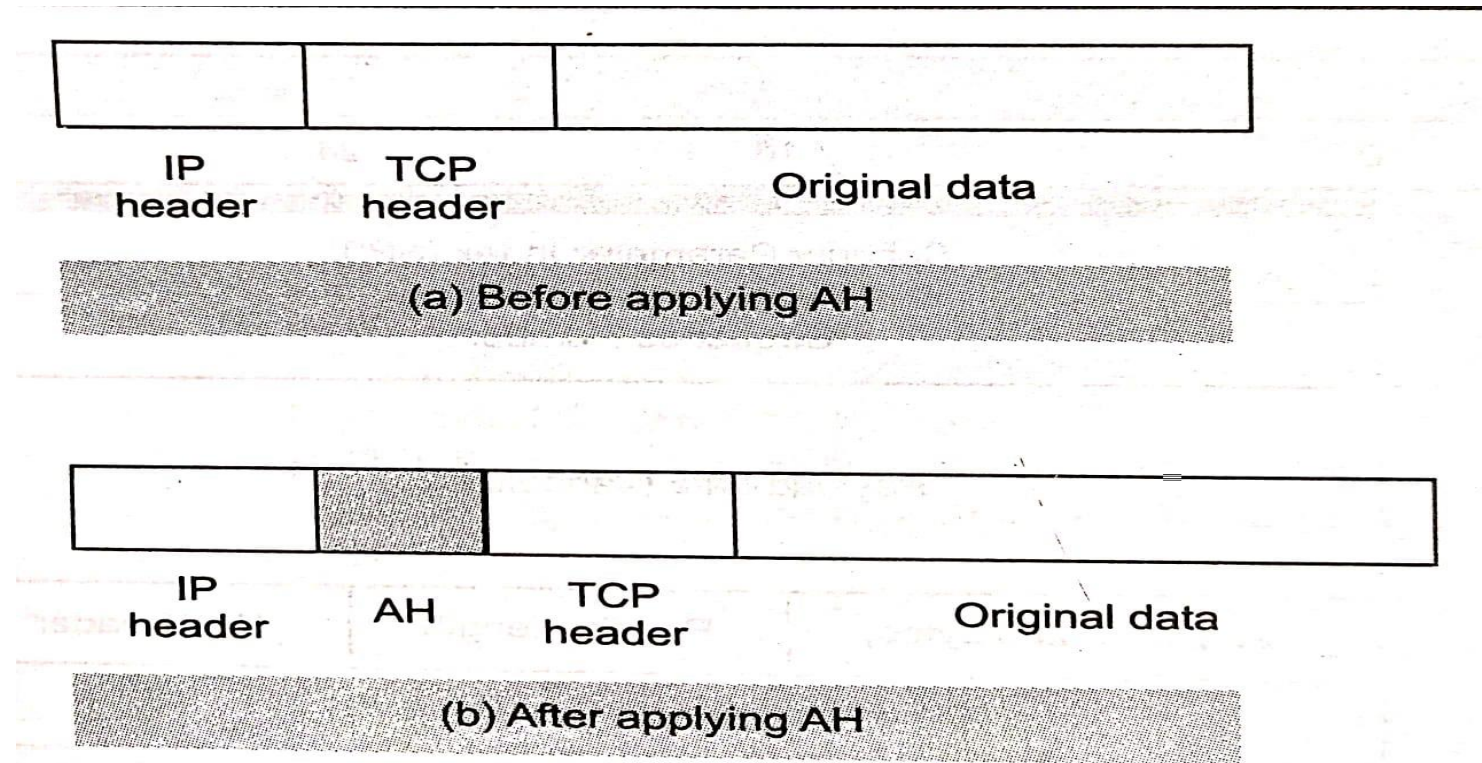 IP
header
TCP
header
Original data
(a) Before applying AH
IP
header
AH
TCP
header
Original data
(b) After applying AH